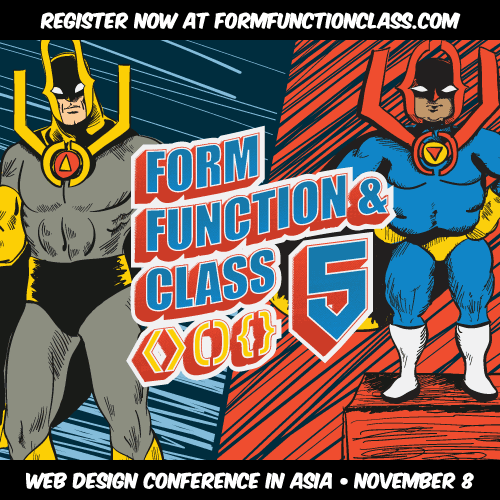 REGISTER NOW AT FORMFUNCTIONCLASS.COM
FORM
FUNCTION &
CLASS
<>(){}
5
WEB DESIGN CONFERENCE IN ASIA • NOVEMBER 8